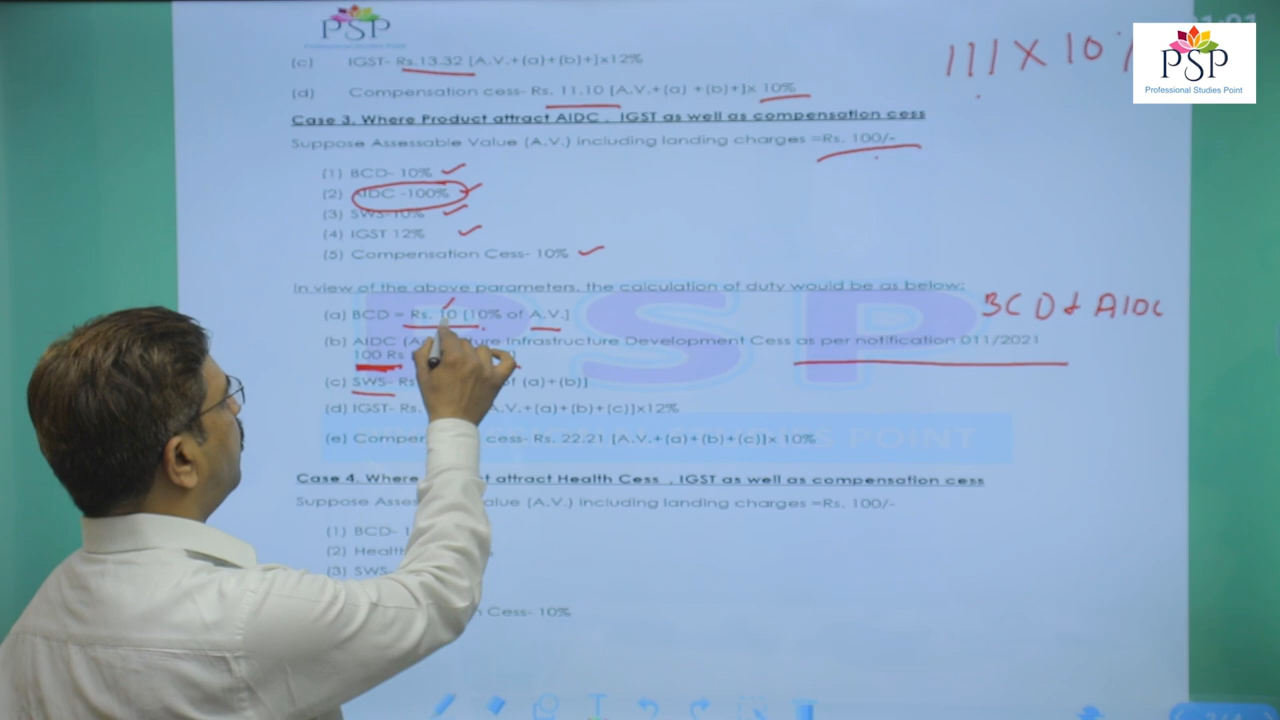 PSP
Professional Studies Point
111 X 10
PSP
Professional Studies Point
(c) IGST- Rs.13.32 [A.V.+(a)+(b)+]x12%
(d) Compensation cess- Rs. 11.10 [A.V.+(a) +(b)+]x 10%
Case 3. Where Product attract AIDC , IGST as well as compensation cess
Suppose Assessable Value (A.V.) including landing charges =Rs. 100/-
(1) BCD- 10%
(2) AIDC -100%
(3) SWS-10%
(4) IGST 12%
(5) Compensation Cess- 10%
In view of the above parameters, the calculation of duty would be as below:
(a) BCD = Rs. 10 [10% of A.V.]
BCD & AIDC
(b) AIDC Infrastructure Development Cess as per notification 011/2021
100 Rs
(c) SWS- Rs (a)+(b)]
(d) IGST- Rs. A.V.+(a)+(b)+(c)]x12%
(e) cess- Rs. 22.21 [A.V.+(a)+(b)+(c)]x 10%
POINT
Case 4. Where attract Health Cess , IGST as well as compensation cess
Suppose including landing charges =Rs. 100/-
(1) BCD-
(2) Health
(3) SWS-
Cess- 10%